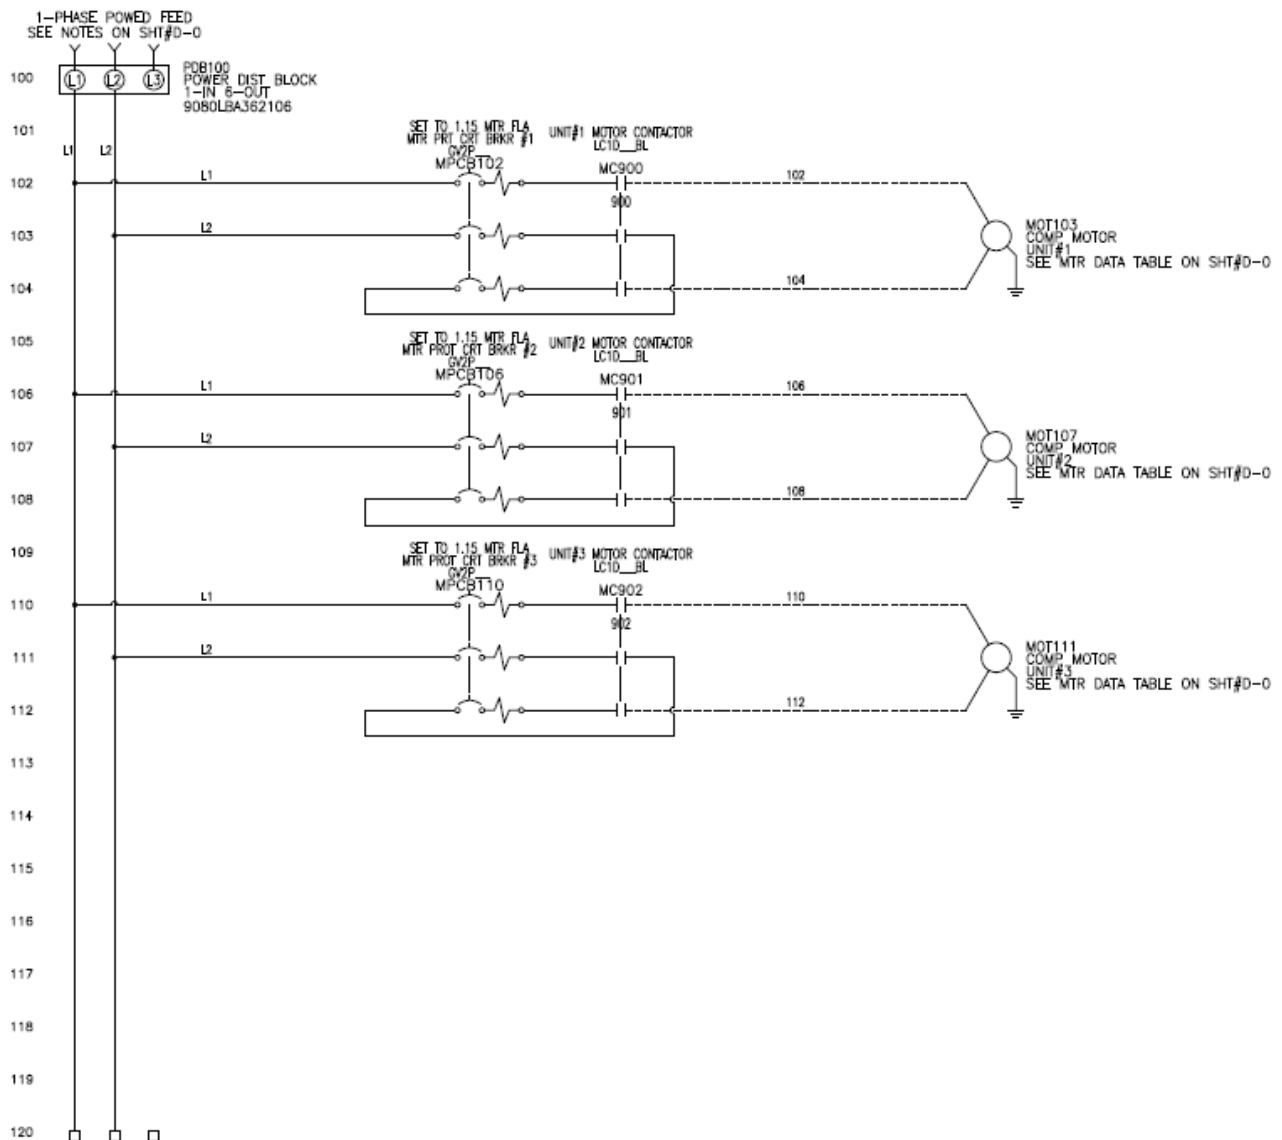 1-PHASE POWED FEED
SEE NOTES ON SHT#D-0
100
L1 L2 L3
PDB100
POWER DIST BLOCK
1-IN 6-OUT
9080LBA362106
101
L1 L2
SET TO 1.15 MTR FLA
MTR PRT CRT BRKR #1
GV2P__
MPCB102
UNIT#1 MOTOR CONTACTOR
LC1D__BL
MC900
900
102
L1
102
103
L2
MOT103
COMP MOTOR
UNIT#1
SEE MTR DATA TABLE ON SHT#D-0
104
104
105
SET TO 1.15 MTR FLA
MTR PROT CRT BRKR #2
GV2P__
MPCB106
UNIT#2 MOTOR CONTACTOR
LC1D__BL
MC901
901
106
L1
106
107
L2
MOT107
COMP MOTOR
UNIT#2
SEE MTR DATA TABLE ON SHT#D-0
108
108
109
SET TO 1.15 MTR FLA
MTR PROT CRT BRKR #3
GV2P__
MPCB110
UNIT#3 MOTOR CONTACTOR
LC1D__BL
MC902
902
110
L1
110
111
L2
MOT111
COMP MOTOR
UNIT#3
SEE MTR DATA TABLE ON SHT#D-0
112
112
113
114
115
116
117
118
119
120